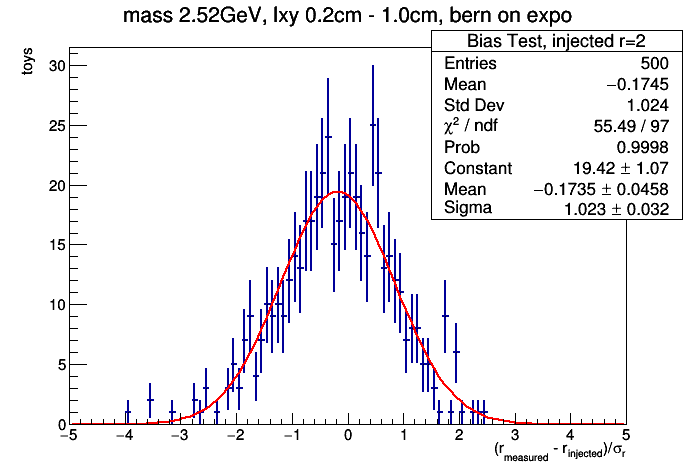 mass 2.52GeV, lxy 0.2cm - 1.0cm, bern on expo
Bias Test, injected r=2
Entries 500
Mean −0.1745
Std Dev 1.024
χ² / ndf 55.49 / 97
Prob 0.9998
Constant 19.42 ± 1.07
Mean −0.1735 ± 0.0458
Sigma 1.023 ± 0.032
toys
30
25
20
15
10
5
0
−5 −4 −3 −2 −1 0 1 2 3 4 5
(r_measured - r_injected)/σ_r